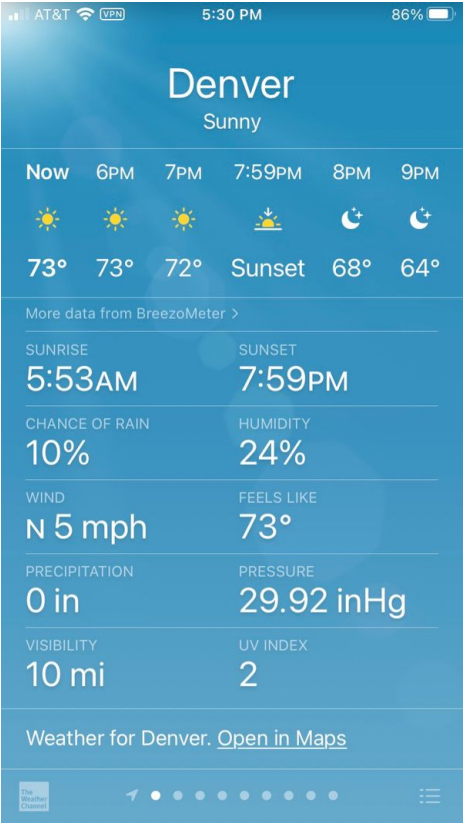 AT&T VPN 5:30 PM 86%
Denver
Sunny
Now 6PM 7PM 7:59PM 8PM 9PM
73° 73° 72° Sunset 68° 64°
More data from BreezoMeter >
SUNRISE SUNSET
5:53AM 7:59PM
CHANCE OF RAIN HUMIDITY
10% 24%
WIND FEELS LIKE
N 5 mph 73°
PRECIPITATION PRESSURE
0 in 29.92 inHg
VISIBILITY UV INDEX
10 mi 2
Weather for Denver. Open in Maps
The
Weather
Channel